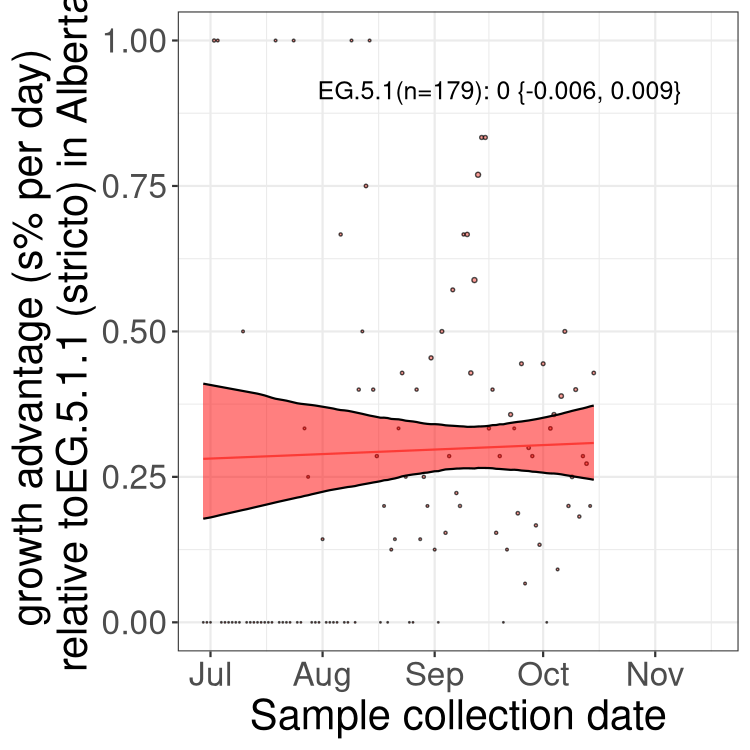 growth advantage (s% per day)
relative toEG.5.1.1 (stricto) in Alberta
1.00
0.75
0.50
0.25
0.00
EG.5.1(n=179): 0 {-0.006, 0.009}
Jul Aug Sep Oct Nov
Sample collection date